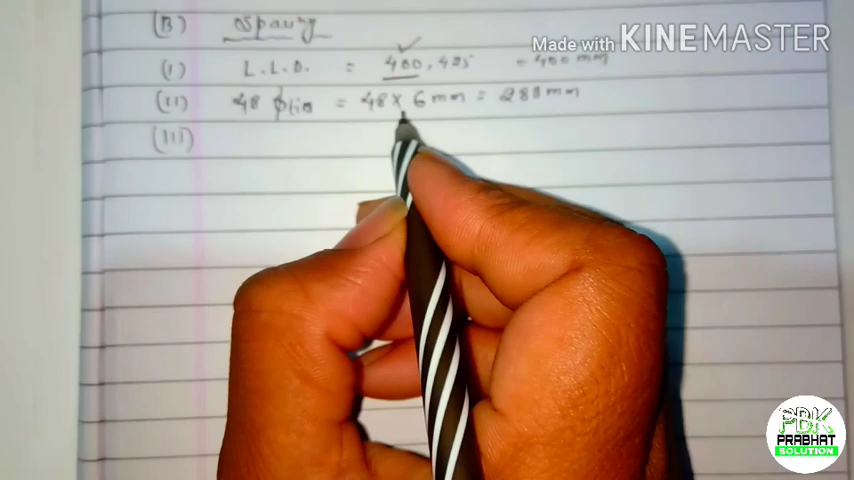 (B) Spacing
(I) L.L.D. = 400, 425 = 400 mm
(II) 48 ϕtie = 48 x 6 mm = 288 mm
(III)
Made with KINEMASTER
PBK
PRABHAT
SOLUTION